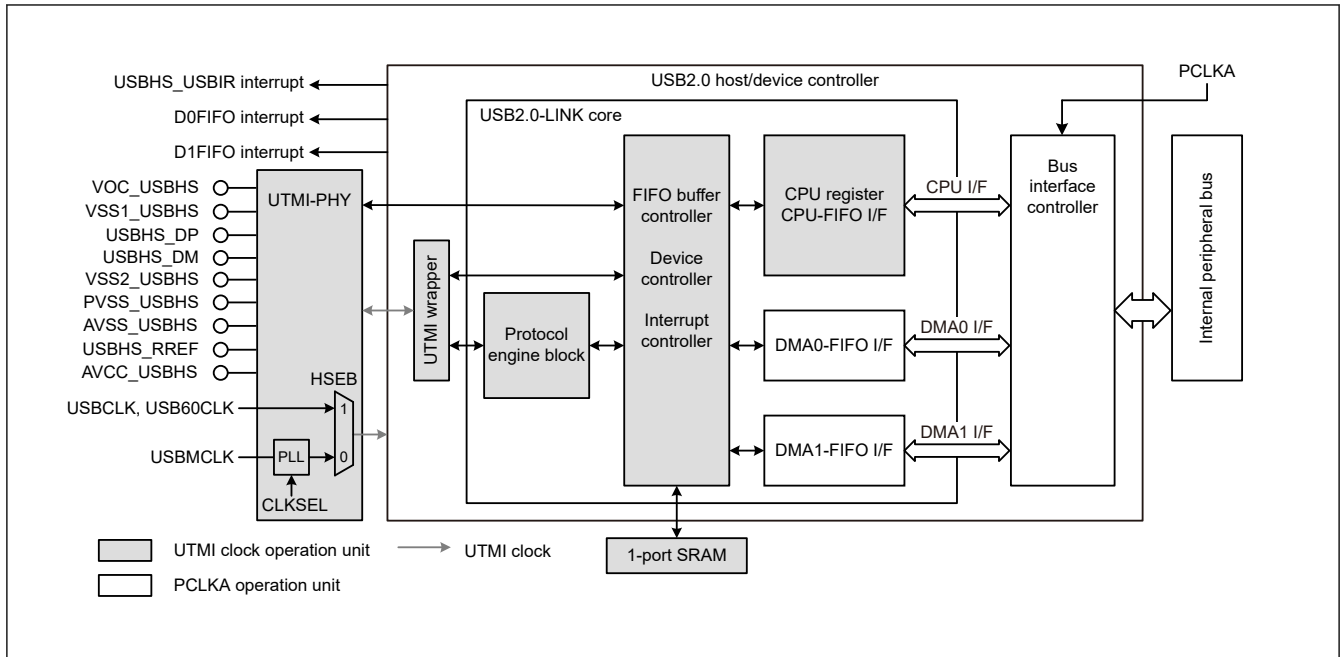 USBHS_USBIR interrupt
D0FIFO interrupt
D1FIFO interrupt
USB2.0 host/device controller
PCLKA
USB2.0-LINK core
VOC_USBHS
VSS1_USBHS
USBHS_DP
USBHS_DM
VSS2_USBHS
PVSS_USBHS
AVSS_USBHS
USBHS_RREF
AVCC_USBHS
USBCLK, USB60CLK
USBMCLK
UTMI-PHY
HSEB
1
0
PLL
CLKSEL
UTMI wrapper
Protocol
engine block
FIFO buffer
controller
Device
controller
Interrupt
controller
CPU register
CPU-FIFO I/F
DMA0-FIFO I/F
DMA1-FIFO I/F
CPU I/F
DMA0 I/F
DMA1 I/F
Bus
interface
controller
Internal peripheral bus
1-port SRAM
UTMI clock operation unit
UTMI clock
PCLKA operation unit